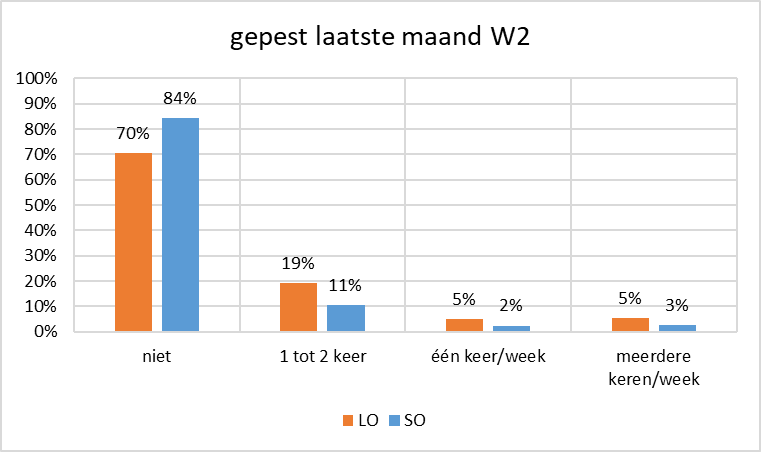 gepest laatste maand W2
100%
90%
80%
70%
60%
50%
40%
30%
20%
10%
0%
70%
84%
19%
11%
5%
2%
5%
3%
niet
1 tot 2 keer
één keer/week
meerdere
keren/week
LO
SO